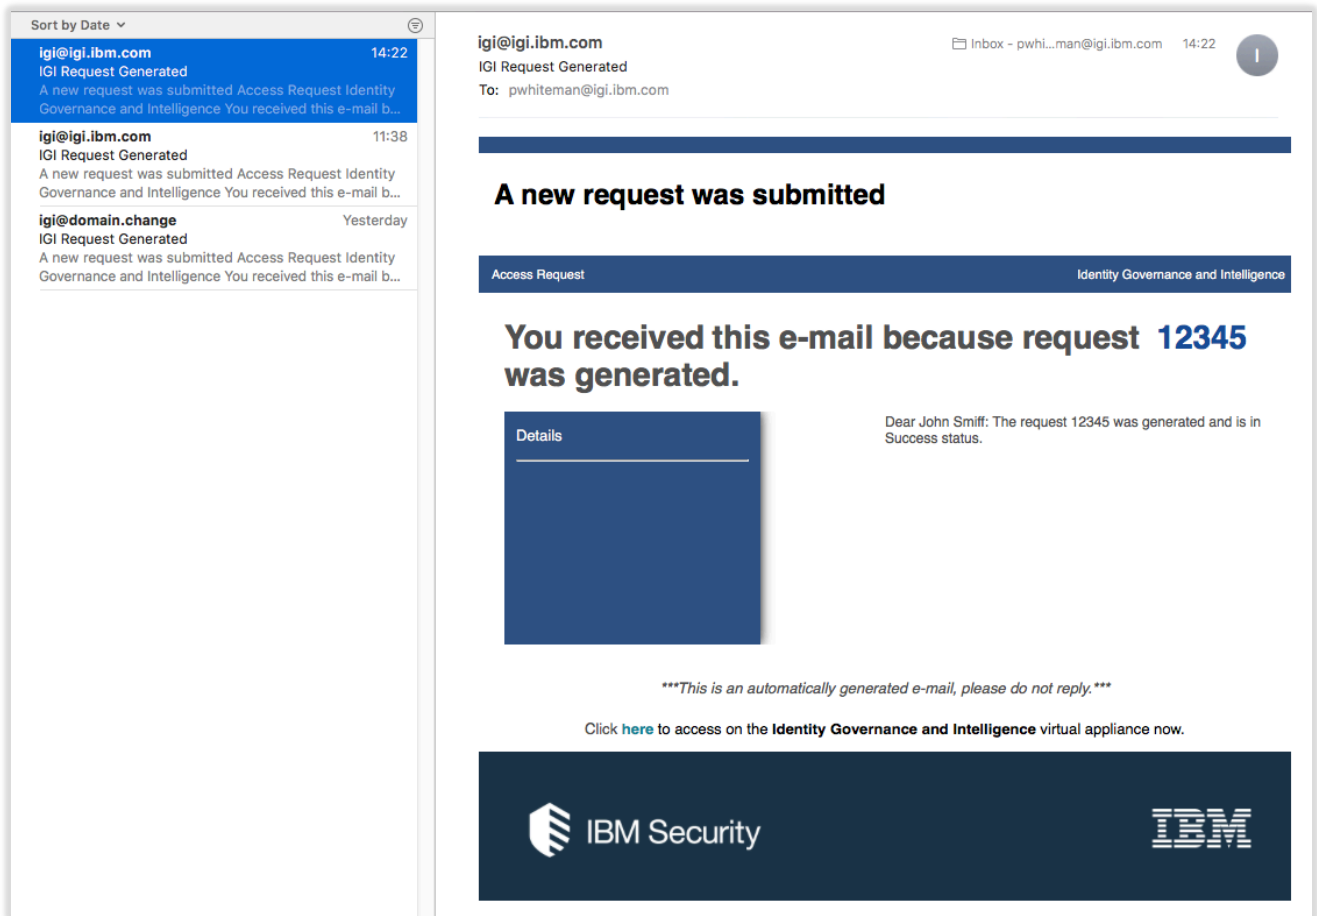 Sort by Date
igi@igi.ibm.com 14:22
IGI Request Generated
A new request was submitted Access Request Identity
Governance and Intelligence You received this e-mail b...
igi@igi.ibm.com 11:38
IGI Request Generated
A new request was submitted Access Request Identity
Governance and Intelligence You received this e-mail b...
igi@domain.change Yesterday
IGI Request Generated
A new request was submitted Access Request Identity
Governance and Intelligence You received this e-mail b...
igi@igi.ibm.com Inbox - pwhi...man@igi.ibm.com 14:22
I
IGI Request Generated
To: pwhiteman@igi.ibm.com
A new request was submitted
Access Request Identity Governance and Intelligence
You received this e-mail because request 12345
was generated.
Details
Dear John Smiff: The request 12345 was generated and is in
Success status.
***This is an automatically generated e-mail, please do not reply.***
Click here to access on the Identity Governance and Intelligence virtual appliance now.
IBM Security IBM